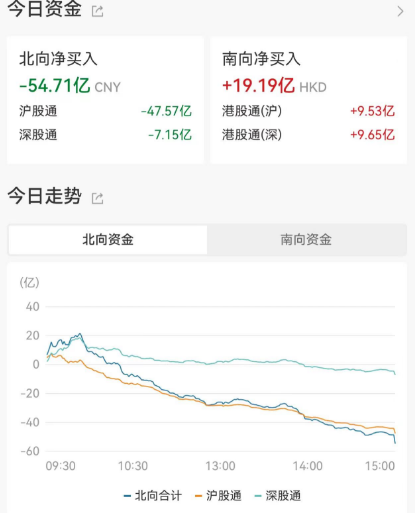 今日资金
北向净买入
-54.71亿 CNY
沪股通 -47.57亿
深股通 -7.15亿
南向净买入
+19.19亿 HKD
港股通(沪) +9.53亿
港股通(深) +9.65亿
今日走势
北向资金 南向资金
(亿)
40
20
0
-20
-40
-60
09:30 10:30 13:00 14:00 15:00
北向合计 沪股通 深股通